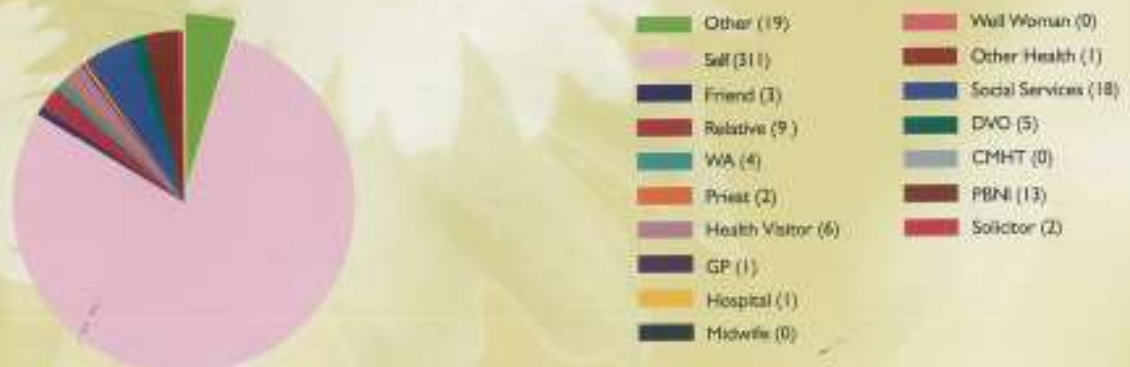 Other (19)
Self (311)
Friend (3)
Relative (9 )
WA (4)
Priest (2)
Health Visitor (6)
GP (1)
Hospital (1)
Midwife (0)
Well Woman (0)
Other Health (1)
Social Services (18)
DVO (5)
CMHT (0)
PBNI (13)
Solicitor (2)